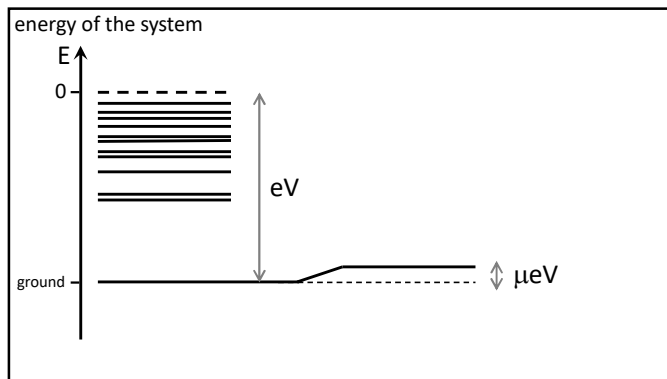 energy of the system
E
0
eV
ground
μeV